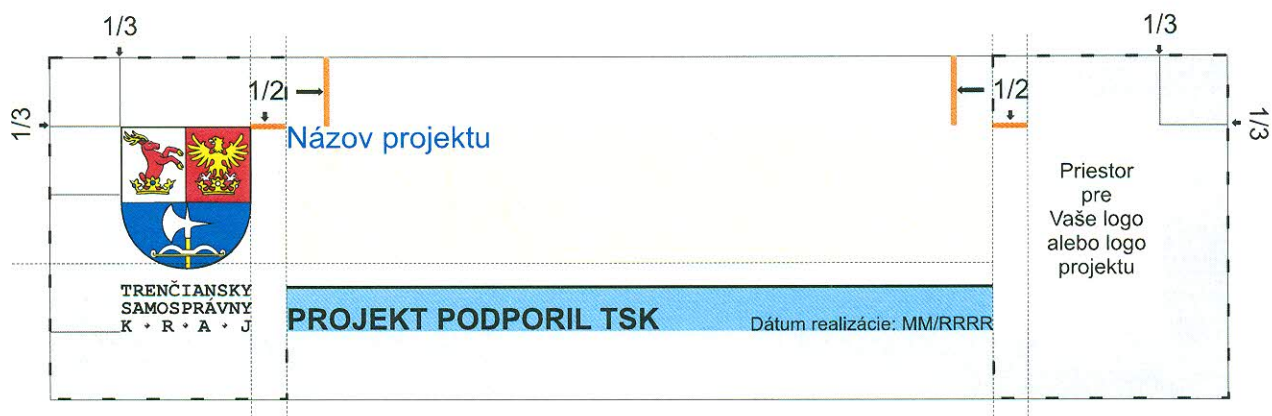 1/3
1/3
1/2
1/2
1/3
1/3
Názov projektu
Priestor
pre
Vaše logo
alebo logo
projektu
TRENČIANSKY
SAMOSPRÁVNY
K • R • A • J
PROJEKT PODPORIL TSK
Dátum realizácie: MM/RRRR